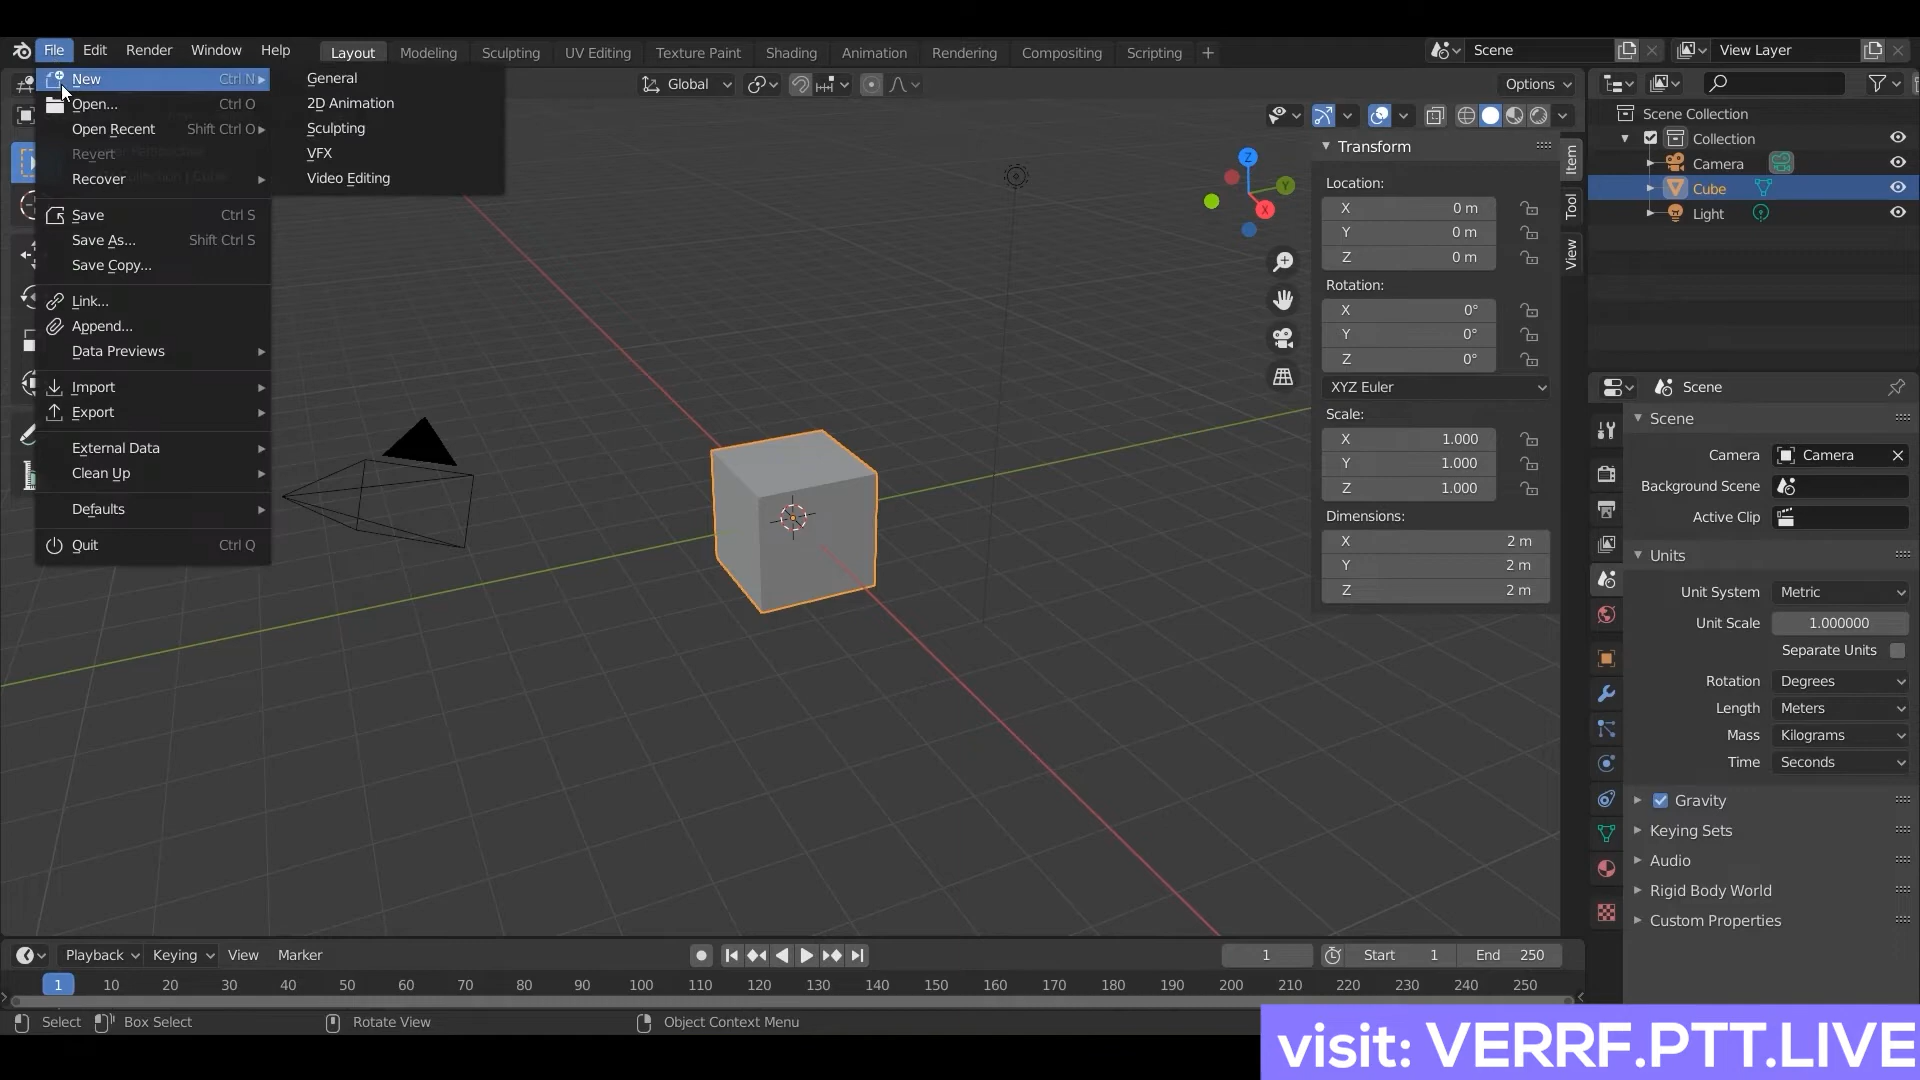 File Edit Render Window Help Layout Modeling Sculpting UV Editing Texture Paint Shading Animation Rendering Compositing Scripting + Scene View Layer
New Ctrl N
Open... Ctrl O
Open Recent Shift Ctrl O
Revert
Recover
Save Ctrl S
Save As... Shift Ctrl S
Save Copy...
Link...
Append...
Data Previews
Import
Export
External Data
Clean Up
Defaults
Quit Ctrl Q
General
2D Animation
Sculpting
VFX
Video Editing
Global
Options
Z
Y
X
Transform
Location:
X 0 m
Y 0 m
Z 0 m
Rotation:
X 0°
Y 0°
Z 0°
XYZ Euler
Scale:
X 1.000
Y 1.000
Z 1.000
Dimensions:
X 2 m
Y 2 m
Z 2 m
Item
Tool
View
Scene Collection
Collection
Camera
Cube
Light
Scene
Scene
Camera Camera
Background Scene
Active Clip
Units
Unit System Metric
Unit Scale 1.000000
Separate Units
Rotation Degrees
Length Meters
Mass Kilograms
Time Seconds
Gravity
Keying Sets
Audio
Rigid Body World
Custom Properties
Playback Keying View Marker 1 Start 1 End 250
1 10 20 30 40 50 60 70 80 90 100 110 120 130 140 150 160 170 180 190 200 210 220 230 240 250
Select Box Select Rotate View Object Context Menu
visit: VERRF.PTT.LIVE